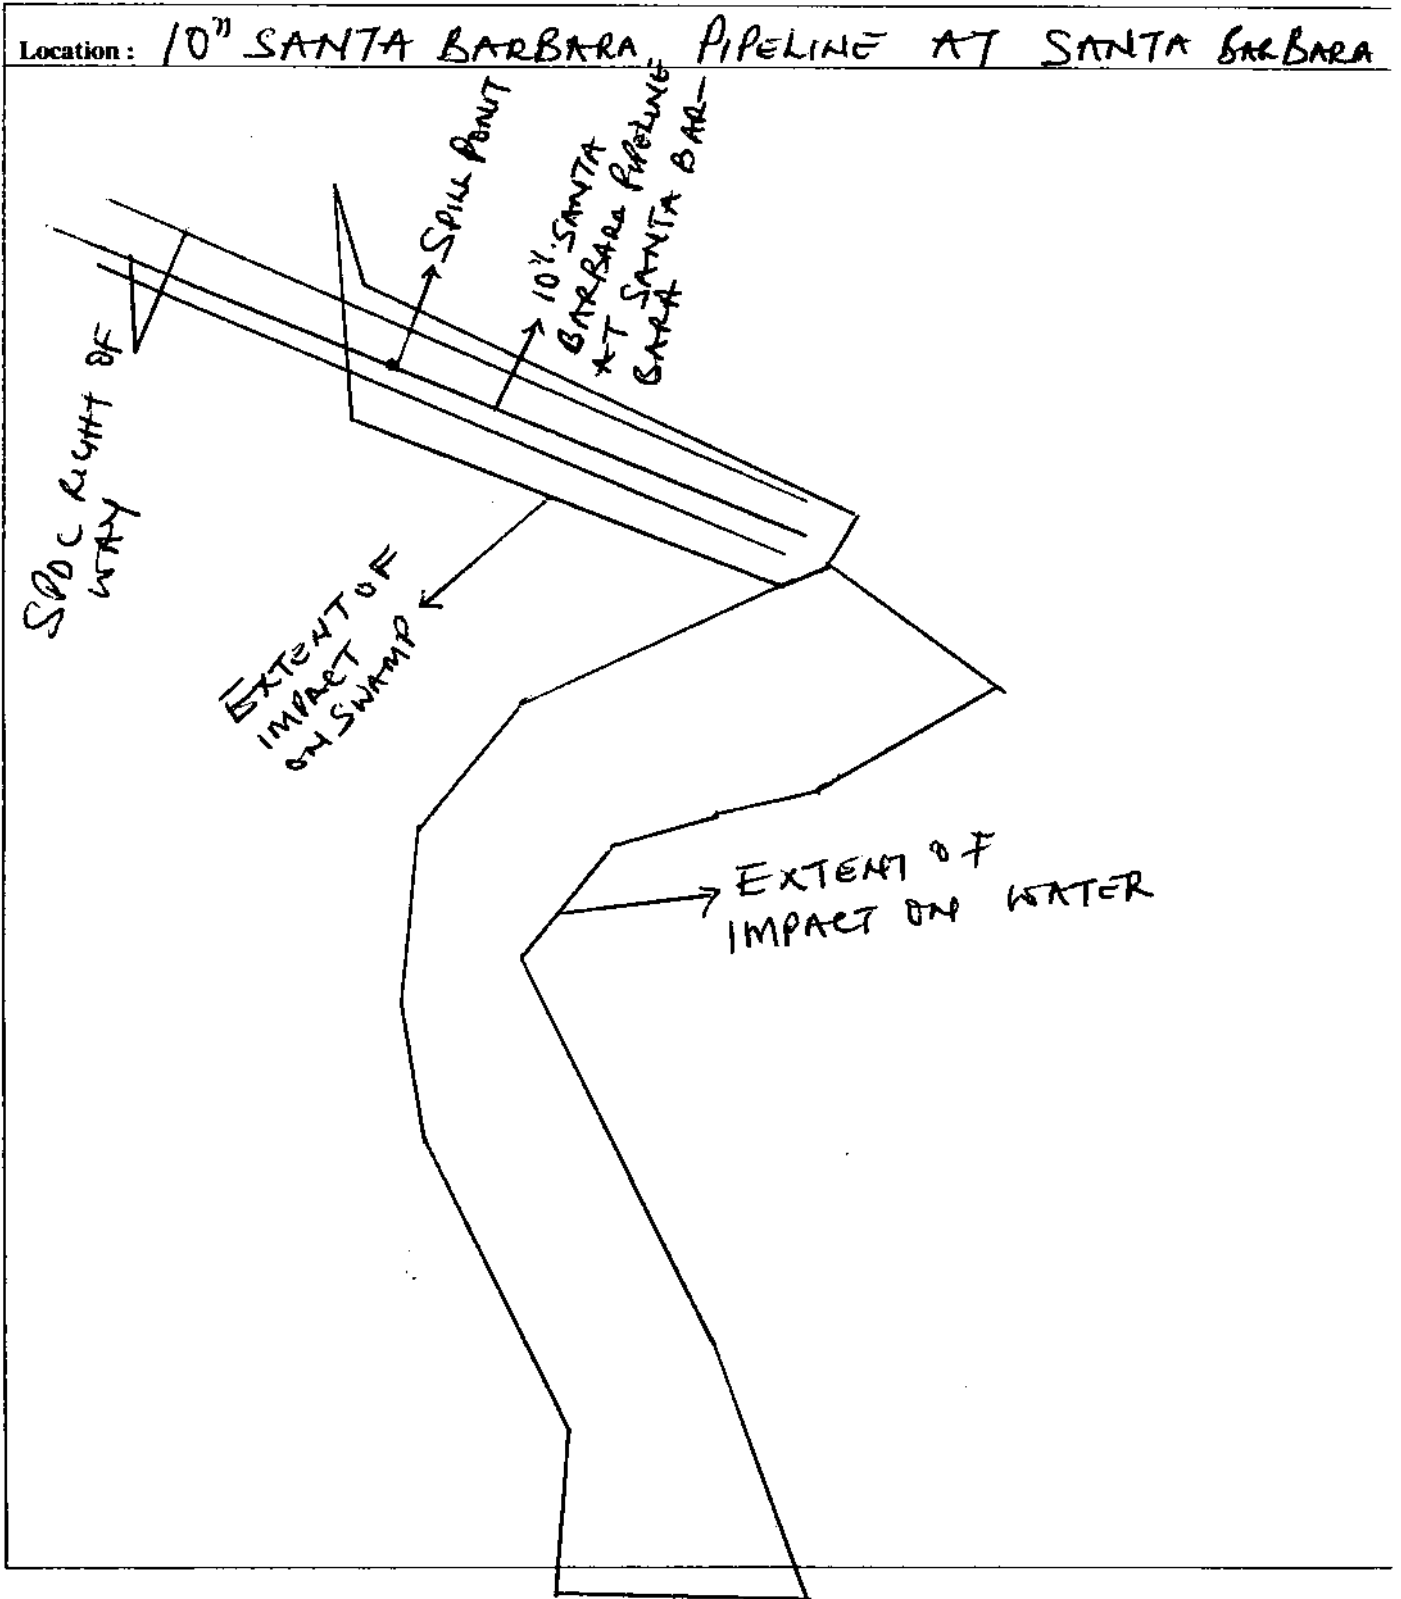 Location: 10" SANTA BARBARA PIPELINE AT SANTA BARBARA
SPILL POINT
10" SANTA
BARBARA PIPELINE
AT SANTA BAR-
BARA
SPDC RIGHT OF
WAY
EXTENT OF
IMPACT
ON SWAMP
EXTENT OF
IMPACT ON WATER